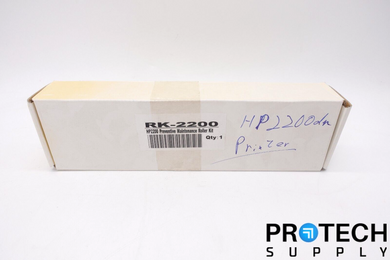 RK-2200
HP2200 Preventive Maintenance Roller Kit
Qty: 1
HP2200dn
Printer
PROTECH
SUPPLY